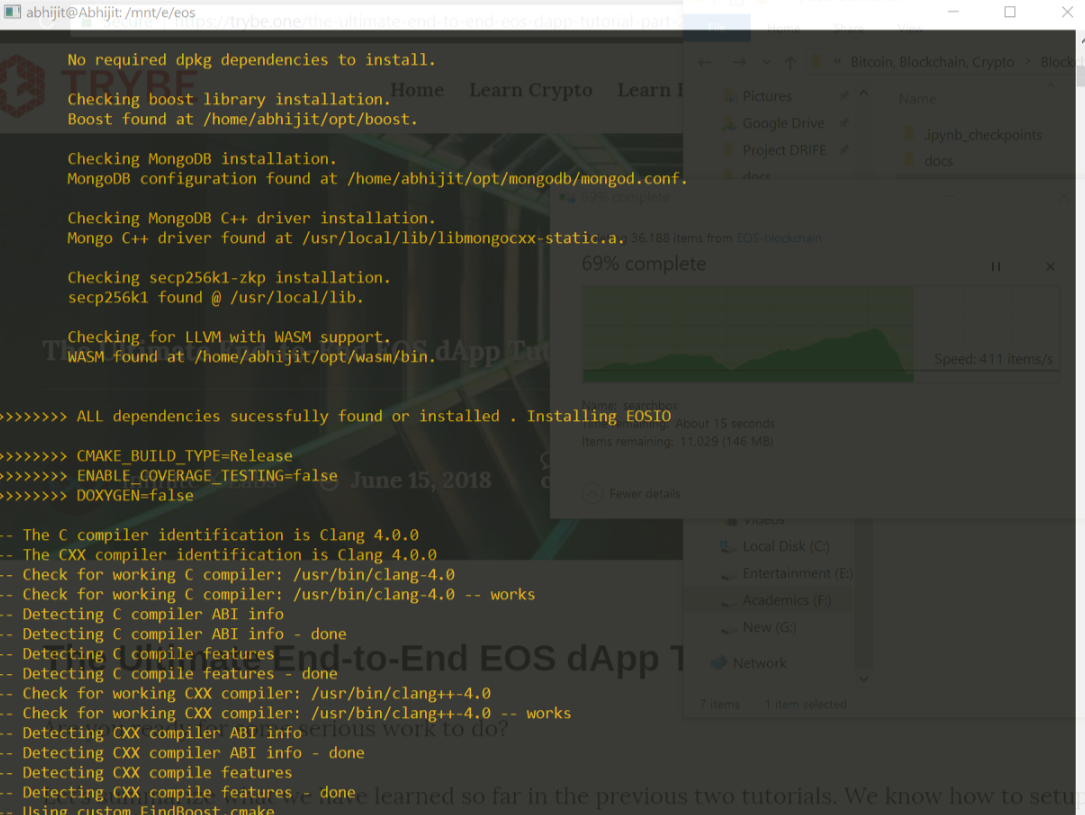 abhijit@Abhijit: /mnt/e/eos
https://trybe.one/the-ultimate-end-to-end-eos-dapp-tutorial-part-
No required dpkg dependencies to install.
TRYBE
Home Learn Crypto Learn
Checking boost library installation.
Boost found at /home/abhijit/opt/boost.
Checking MongoDB installation.
MongoDB configuration found at /home/abhijit/opt/mongodb/mongod.conf.
Checking MongoDB C++ driver installation.
Mongo C++ driver found at /usr/local/lib/libmongocxx-static.a.
Checking secp256k1-zkp installation.
secp256k1 found @ /usr/local/lib.
Checking for LLVM with WASM support.
WASM found at /home/abhijit/opt/wasm/bin.
The Ultimate End-to-End EOS dApp Tut
>>>>>>>> ALL dependencies sucessfully found or installed . Installing EOSIO
>>>>>>>> CMAKE_BUILD_TYPE=Release
>>>>>>>> ENABLE_COVERAGE_TESTING=false
>>>>>>>> DOXYGEN=false
June 15, 2018
-- The C compiler identification is Clang 4.0.0
-- The CXX compiler identification is Clang 4.0.0
-- Check for working C compiler: /usr/bin/clang-4.0
-- Check for working C compiler: /usr/bin/clang-4.0 -- works
-- Detecting C compiler ABI info
-- Detecting C compiler ABI info - done
-- Detecting C compile features
-- Detecting C compile features - done
-- Check for working CXX compiler: /usr/bin/clang++-4.0
-- Check for working CXX compiler: /usr/bin/clang++-4.0 -- works
-- Detecting CXX compiler ABI info
-- Detecting CXX compiler ABI info - done
-- Detecting CXX compile features
-- Detecting CXX compile features - done
-- Using custom FindBoost.cmake
The Ultimate End-to-End EOS dApp T
Are you ready for some serious work to do?
Let's summarize what we have learned so far in the previous two tutorials. We know how to setup
File Home Share View
Bitcoin, Blockchain, Crypto > Block
Name
Pictures
Google Drive
Project DRIFE
docs
.ipynb_checkpoints
docs
69% complete
36,188 items from EOS-blockchain
69% complete
Speed: 411 items/s
Name: searchbox
Time remaining: About 15 seconds
Items remaining: 11,029 (146 MB)
Fewer details
Videos
Local Disk (C:)
Entertainment (E:)
Academics (F:)
New (G:)
Network
7 items 1 item selected